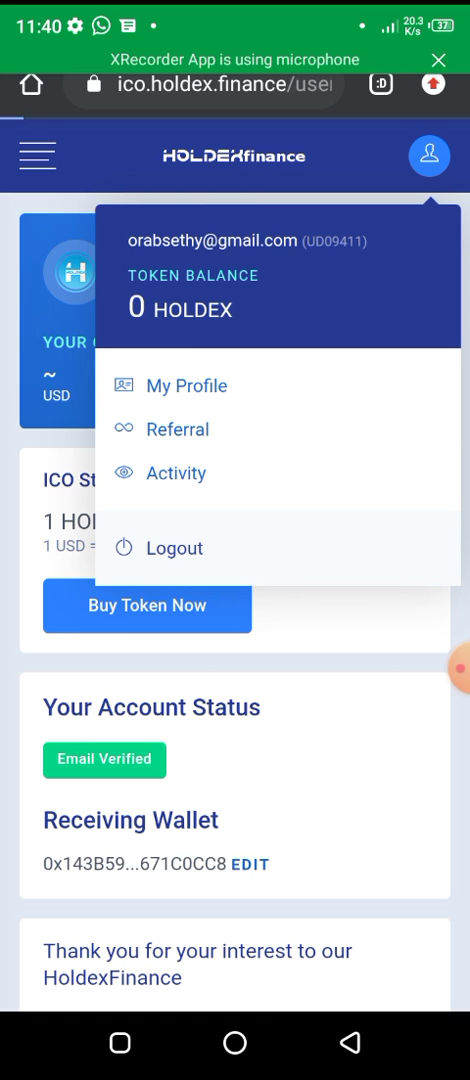 11:40
20.3
K/s
37
XRecorder App is using microphone
ico.holdex.finance/user
:D
HOLDEXfinance
orabsethy@gmail.com (UD09411)
TOKEN BALANCE
0 HOLDEX
YOUR
~
USD
My Profile
Referral
Activity
Logout
ICO St
1 HO
1 USD =
Buy Token Now
Your Account Status
Email Verified
Receiving Wallet
0x143B59...671C0CC8 EDIT
Thank you for your interest to our
HoldexFinance